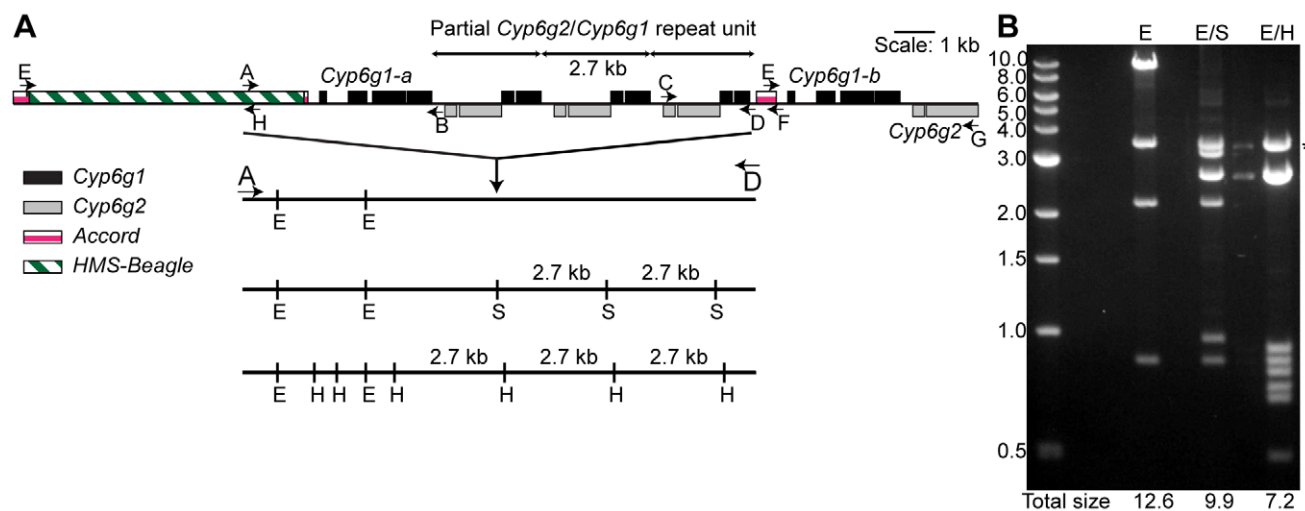 A
Partial Cyp6g2/Cyp6g1 repeat unit
Scale: 1 kb
E
A
Cyp6g1-a
2.7 kb
C
E
Cyp6g1-b
H
B
D
F
Cyp6g2
G
A
D
E E
Cyp6g1
Cyp6g2
Accord
HMS-Beagle
2.7 kb 2.7 kb
E E S S S
2.7 kb 2.7 kb 2.7 kb
E H H E H H H H
B
E E/S E/H
10.0
8.0
6.0
5.0
4.0
3.0
*
2.0
1.5
1.0
0.5
Total size 12.6 9.9 7.2